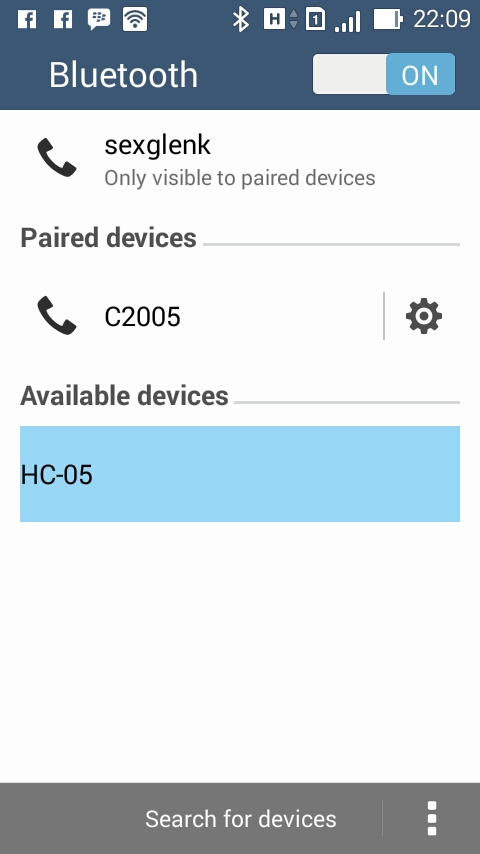 H 1 22:09
Bluetooth ON
sexglenk
Only visible to paired devices
Paired devices
C2005
Available devices
HC-05
Search for devices